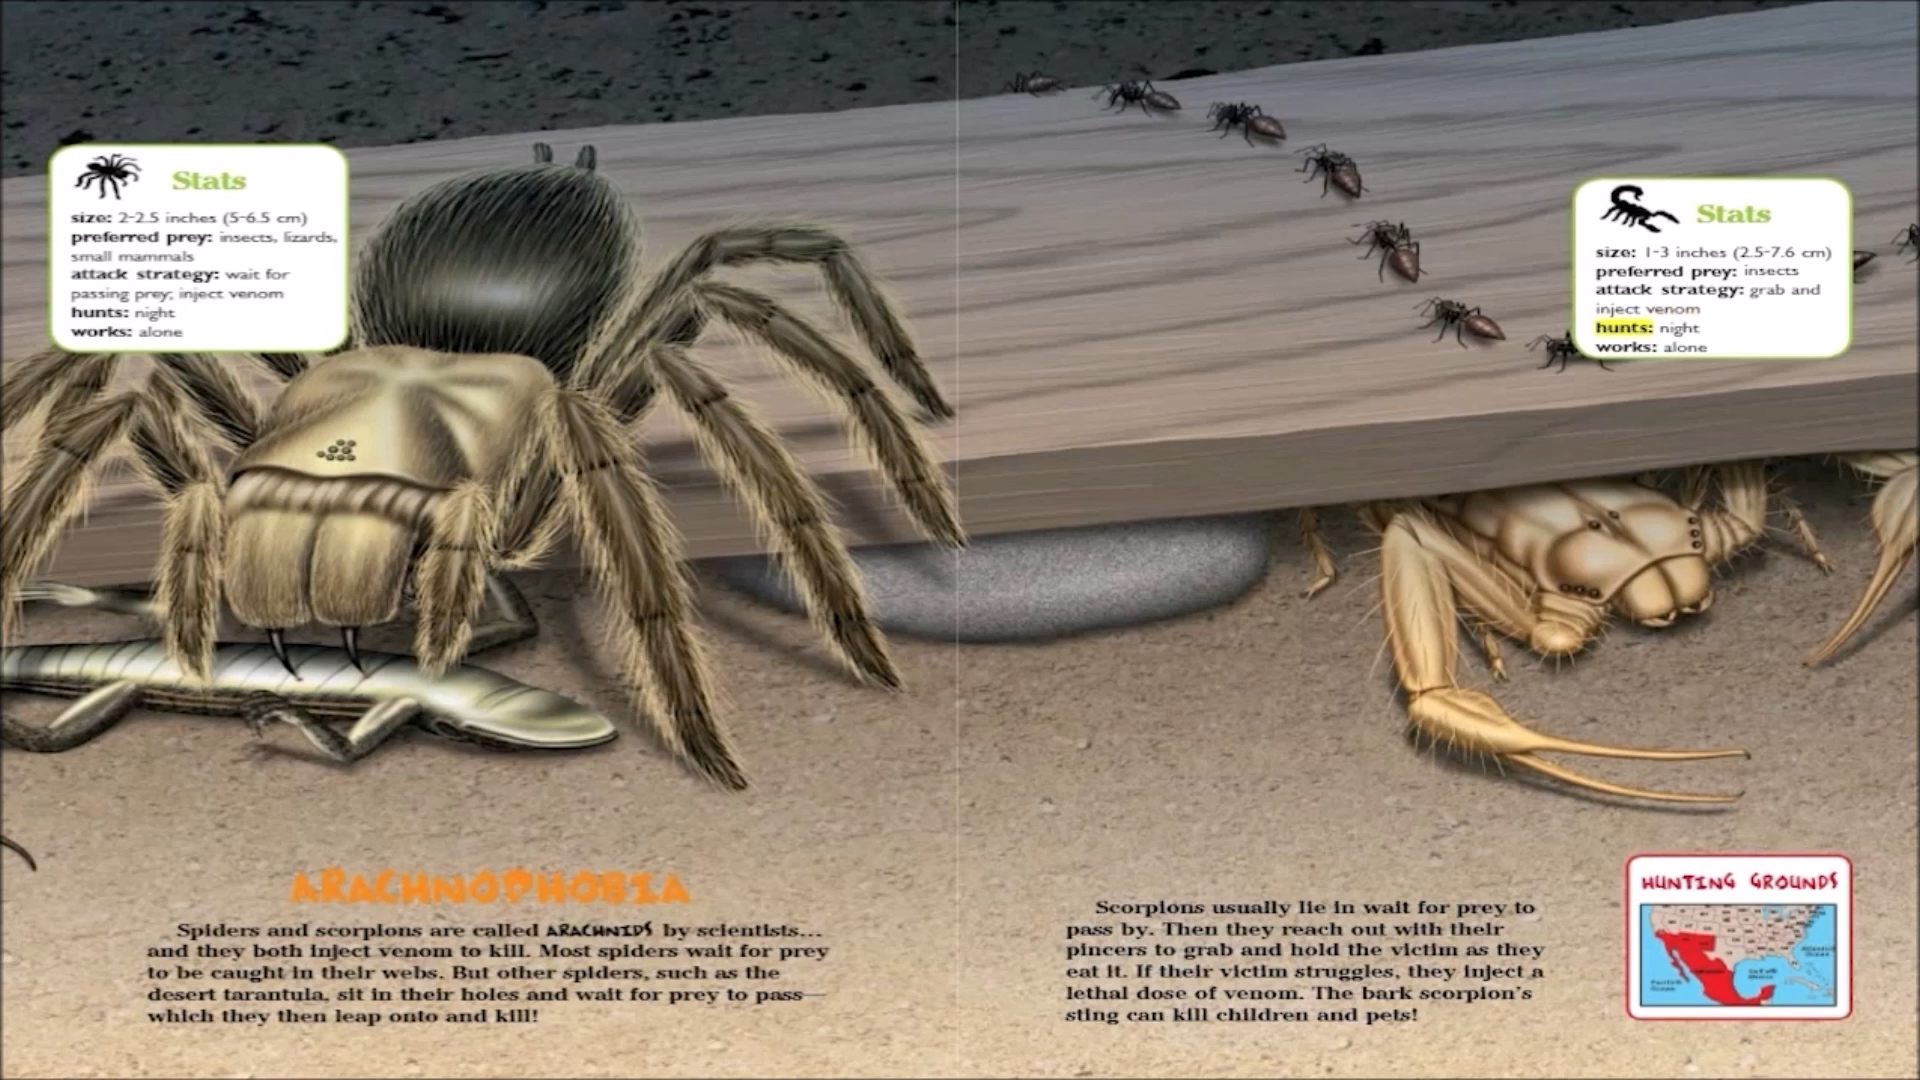 Stats
size: 2-2.5 inches (5-6.5 cm)
preferred prey: insects, lizards,
small mammals
attack strategy: wait for
passing prey; inject venom
hunts: night
works: alone
Stats
size: 1-3 inches (2.5-7.6 cm)
preferred prey: insects
attack strategy: grab and
inject venom
hunts: night
works: alone
ARACHNOPHOBIA
Spiders and scorpions are called ARACHNIDS by scientists...
and they both inject venom to kill. Most spiders wait for prey
to be caught in their webs. But other spiders, such as the
desert tarantula, sit in their holes and wait for prey to pass—
which they then leap onto and kill!
Scorpions usually lie in wait for prey to
pass by. Then they reach out with their
pincers to grab and hold the victim as they
eat it. If their victim struggles, they inject a
lethal dose of venom. The bark scorpion's
sting can kill children and pets!
HUNTING GROUNDS